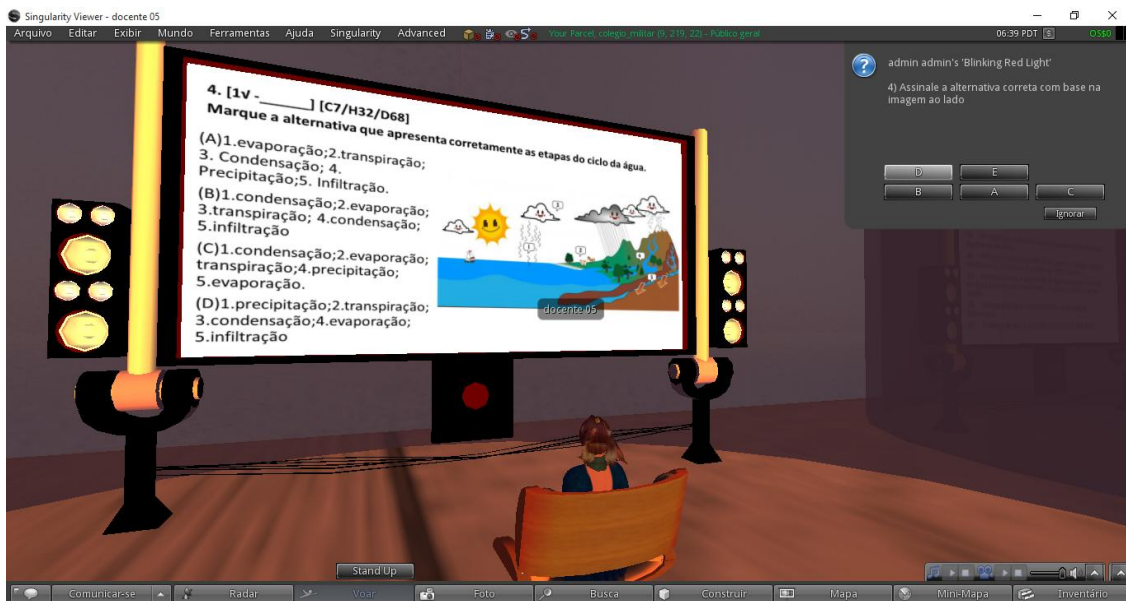 Singularity Viewer - docente 05
Arquivo Editar Exibir Mundo Ferramentas Ajuda Singularity Advanced Your Parcel, colegio_militar (9, 219, 22) - Público geral 06:39 PDT $ OS$0
admin admin's 'Blinking Red Light'
4) Assinale a alternativa correta com base na
imagem ao lado
D E
B A C
Ignorar
4. [1v -______] [C7/H32/D68]
Marque a alternativa que apresenta corretamente as etapas do ciclo da água.
(A)1.evaporação;2.transpiração;
3. Condensação; 4.
Precipitação;5. Infiltração.
(B)1.condensação;2.evaporação;
3.transpiração; 4.condensação;
5.infiltração
(C)1.condensação;2.evaporação;
transpiração;4.precipitação;
5.evaporação.
(D)1.precipitação;2.transpiração;
3.condensação;4.evaporação;
5.infiltração
docente 05
Stand Up
Comunicar-se Radar Voar Foto Busca Construir Mapa Mini-Mapa Inventário